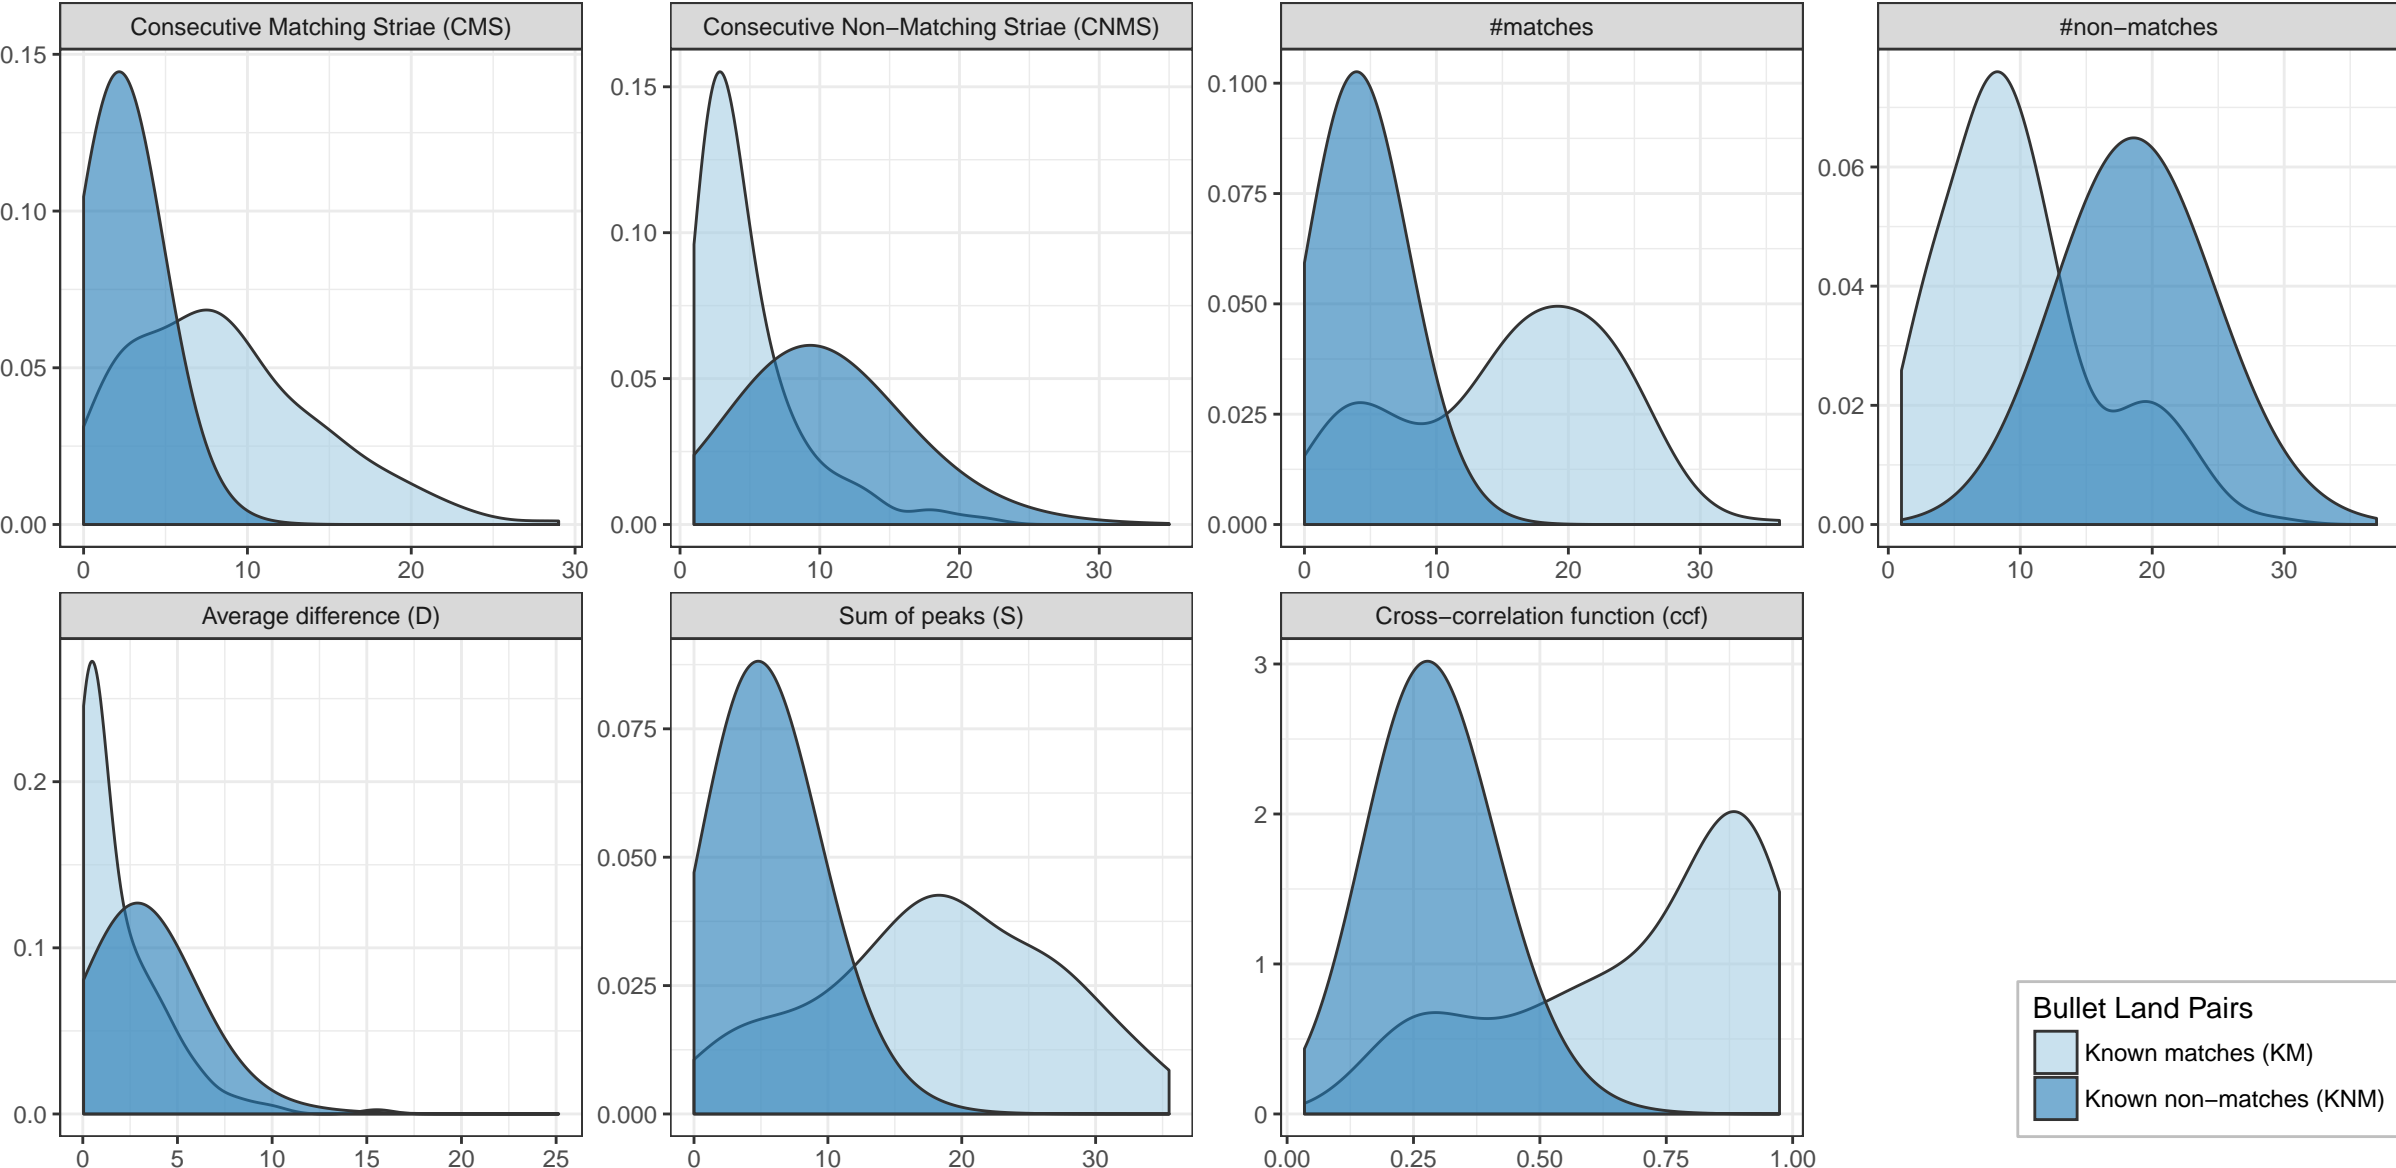 Consecutive Matching Striae (CMS)
Consecutive Non−Matching Striae (CNMS)
#matches
#non−matches
0.15
0.10
0.05
0.00
0 10 20 30
0.15
0.10
0.05
0.00
0 10 20 30
0.100
0.075
0.050
0.025
0.000
0 10 20 30
0.06
0.04
0.02
0.00
0 10 20 30
Average difference (D)
Sum of peaks (S)
Cross−correlation function (ccf)
0.2
0.1
0.0
0 5 10 15 20 25
0.075
0.050
0.025
0.000
0 10 20 30
3
2
1
0
0.00 0.25 0.50 0.75 1.00
Bullet Land Pairs
Known matches (KM)
Known non−matches (KNM)